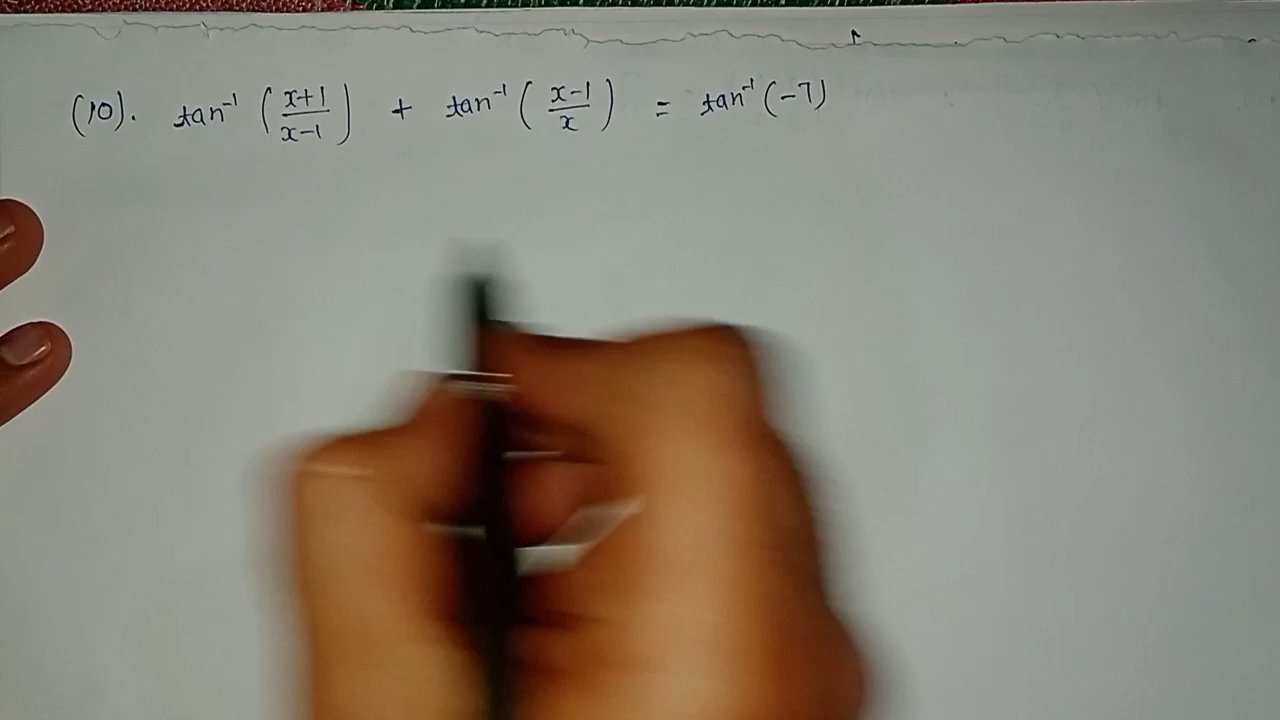 (10). tan⁻¹ (x+1/x-1) + tan⁻¹ (x-1/x) = tan⁻¹ (-7)